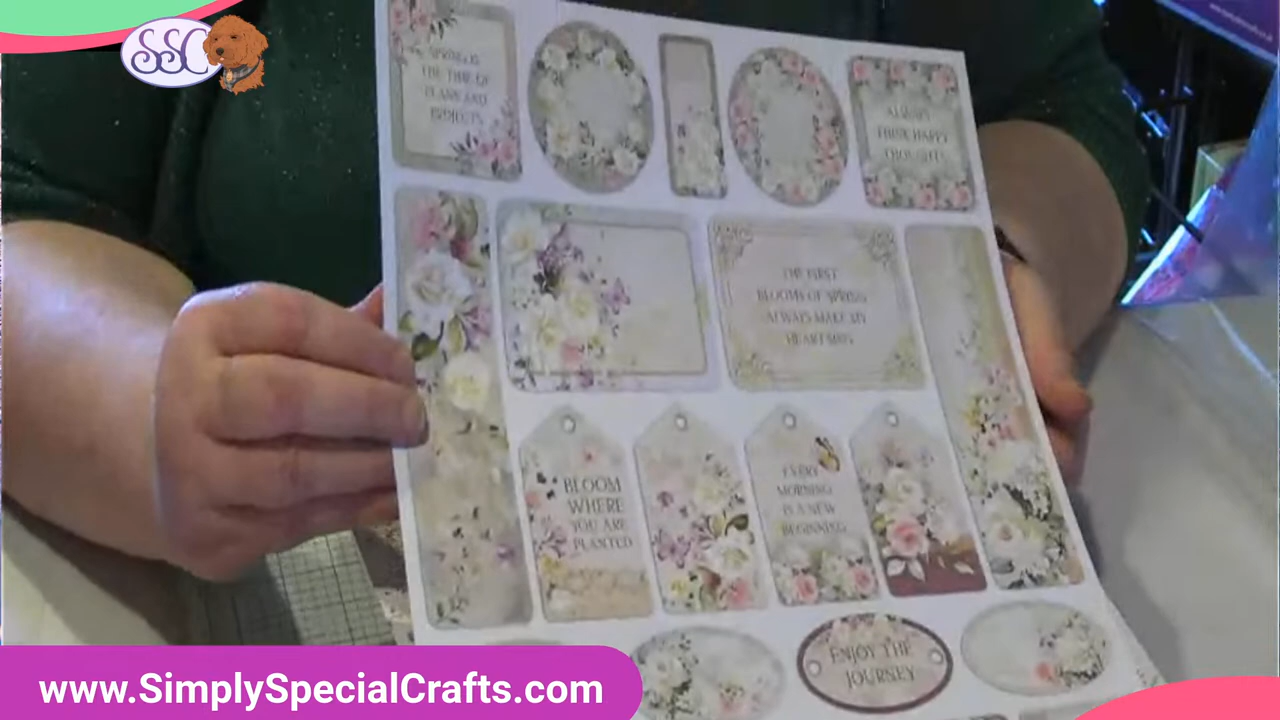 SSC
SPRING IS
THE TIME OF
PLANS AND
PROJECTS
ALWAYS
THINK HAPPY
THOUGHTS
THE FIRST
BLOOMS OF SPRING
ALWAYS MAKE MY
HEART SING
BLOOM
WHERE
YOU ARE
PLANTED
EVERY
MORNING
IS A NEW
BEGINNING
ENJOY THE
JOURNEY
www.SimplySpecialCrafts.com